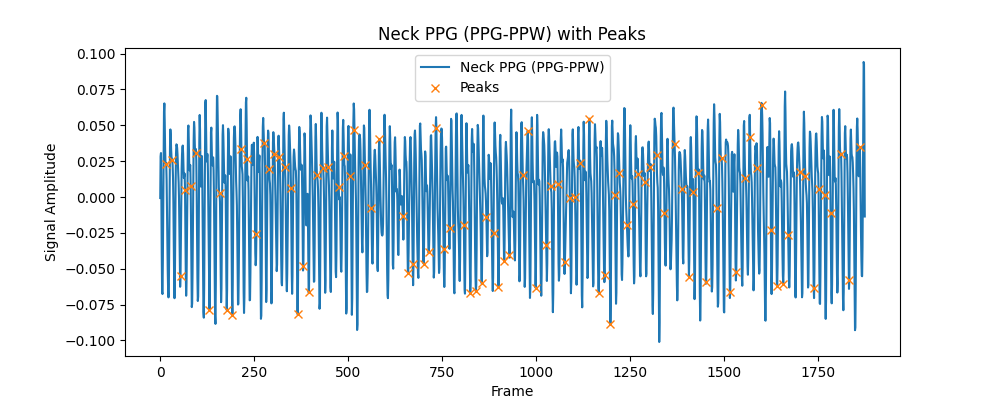 Neck PPG (PPG-PPW) with Peaks
Neck PPG (PPG-PPW)
Peaks
Signal Amplitude
0.100
0.075
0.050
0.025
0.000
−0.025
−0.050
−0.075
−0.100
0 250 500 750 1000 1250 1500 1750
Frame